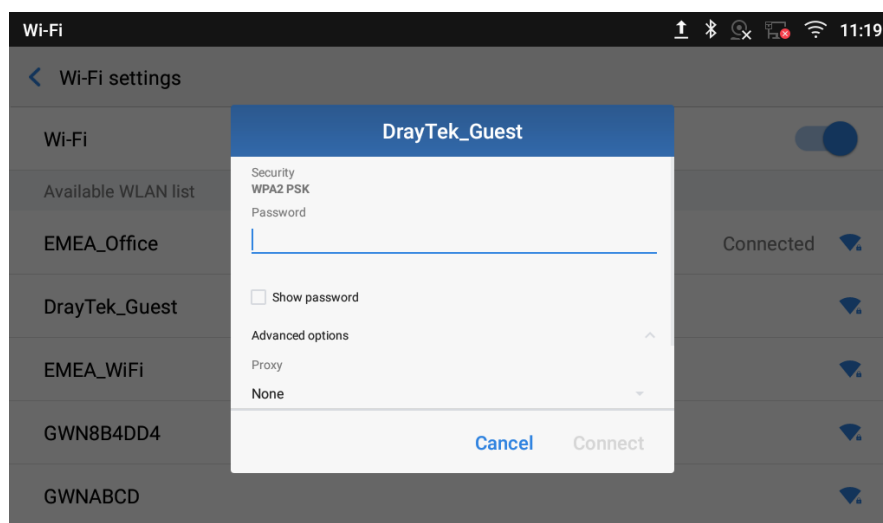 Wi-Fi 11:19
Wi-Fi settings
Wi-Fi
Available WLAN list
EMEA_Office Connected
DrayTek_Guest
EMEA_WiFi
GWN8B4DD4
GWNABCD
DrayTek_Guest
Security
WPA2 PSK
Password
Show password
Advanced options
Proxy
None
Cancel Connect